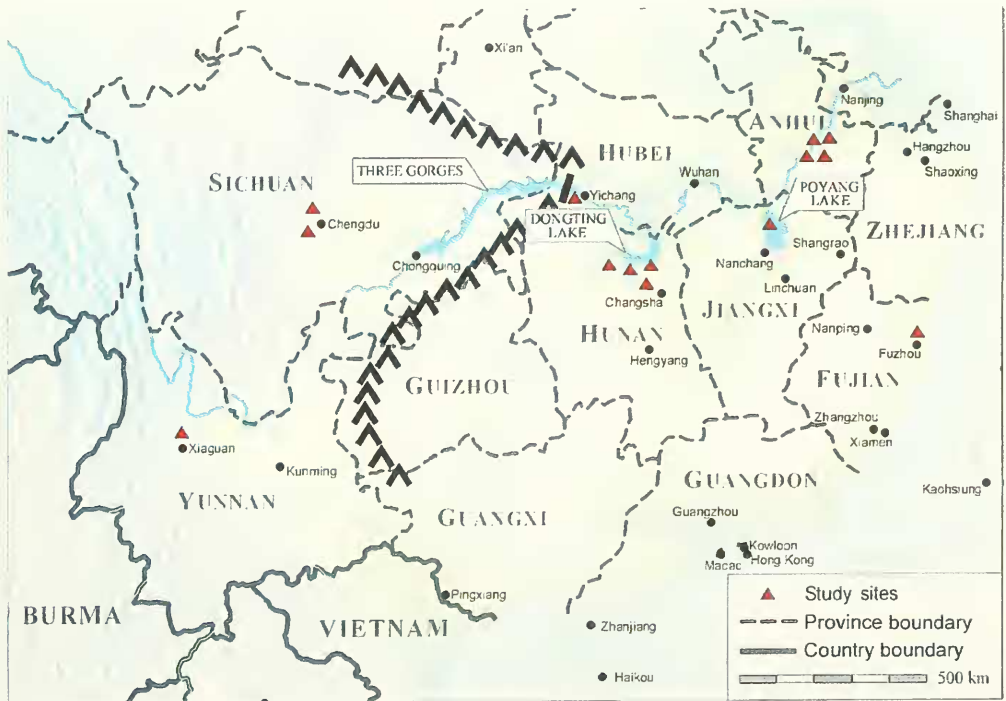 Xi'an
Nanjing
Shanghai
ANHUI
HUBEI
Hangzhou
Shaoxing
THREE GORGES
SICHUAN
Wuhan
Yichang
POYANG
LAKE
DONGTING
LAKE
Chengdu
ZHEJIANG
Shangrao
Chongquing
Nanchang
Linchuan
Changsha
JIANGXI
HUNAN
Nanping
Fuzhou
Hengyang
GUIZHOU
FUJIAN
Zhangzhou
Xiamen
Xiaguan
Kunming
YUNNAN
GUANGDON
Kaohsiung
GUANGXI
Guangzhou
Kowloon
Hong Kong
Macac
Pingxiang
BURMA
VIETNAM
Zhanjiang
Haikou
Study sites
Province boundary
Country boundary
500 km